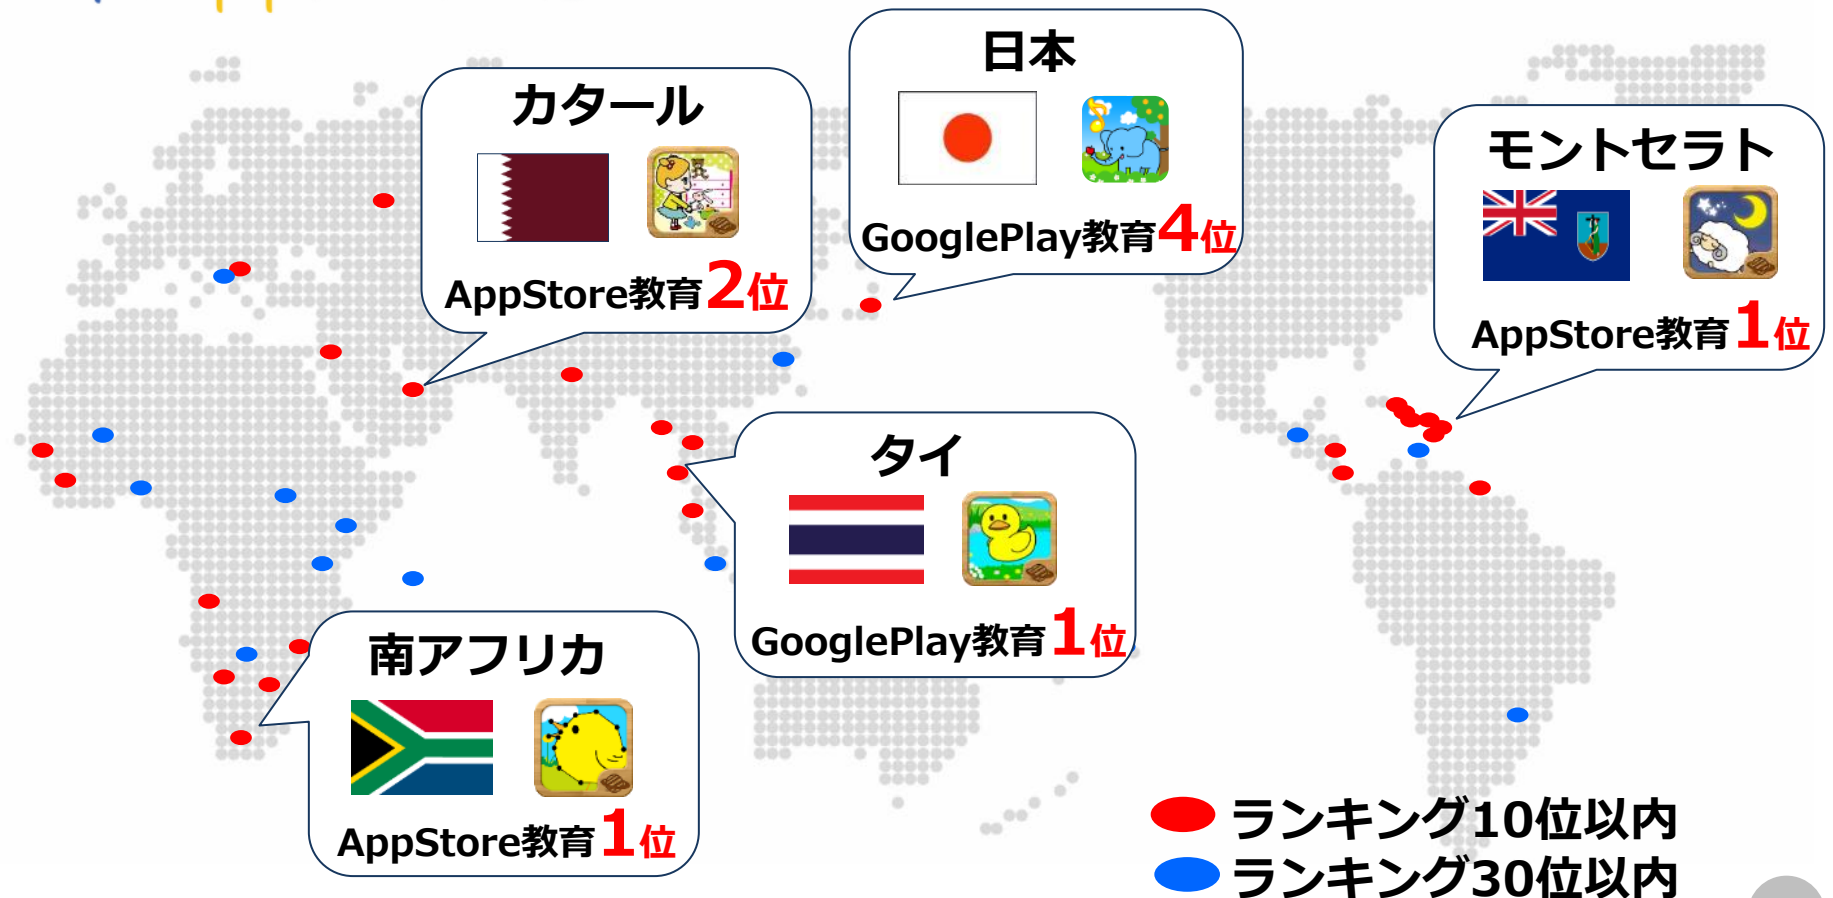 カタール
AppStore教育2位
日本
GooglePlay教育4位
モントセラト
AppStore教育1位
タイ
GooglePlay教育1位
南アフリカ
AppStore教育1位
ランキング10位以内
ランキング30位以内